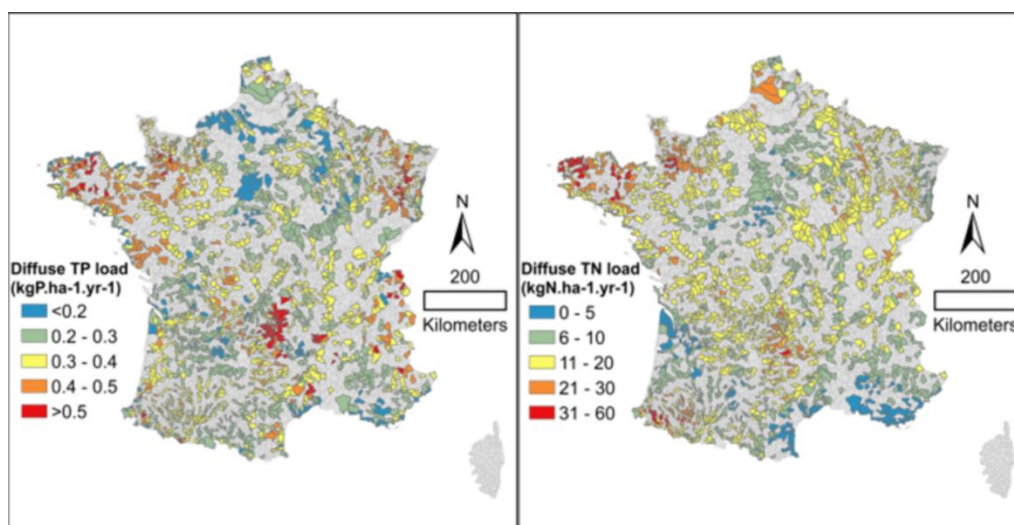 N
200
Kilometers
Diffuse TP load
(kgP.ha-1.yr-1)
<0.2
0.2 - 0.3
0.3 - 0.4
0.4 - 0.5
>0.5
N
200
Kilometers
Diffuse TN load
(kgN.ha-1.yr-1)
0 - 5
6 - 10
11 - 20
21 - 30
31 - 60